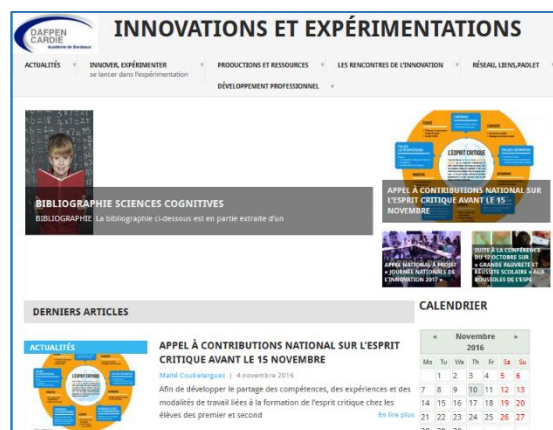 DAFPEN
CARDIE
Académie de Bordeaux
INNOVATIONS ET EXPÉRIMENTATIONS
ACTUALITÉS
INNOVER, EXPÉRIMENTER
se lancer dans l'expérimentation
PRODUCTIONS ET RESSOURCES
LES RENCONTRES DE L'INNOVATION
RÉSEAU, LIENS,PADLET
DÉVELOPPEMENT PROFESSIONNEL
BIBLIOGRAPHIE SCIENCES COGNITIVES
BIBLIOGRAPHIE La bibliographie ci-dessous est en partie extraite d'un
L'ESPRIT CRITIQUE
APPEL À CONTRIBUTIONS NATIONAL SUR
L'ESPRIT CRITIQUE AVANT LE 15
NOVEMBRE
APPEL NATIONAL À PROJET
« JOURNÉE NATIONALE DE
L'INNOVATION 2017 »
SUITE À LA CONFÉRENCE
DU 12 OCTOBRE SUR
« GRANDE PAUVRETÉ ET
RÉUSSITE SCOLAIRE » AUX
BOUSSOLES DE L'ESPE
DERNIERS ARTICLES
ACTUALITÉS
L'ESPRIT CRITIQUE
APPEL À CONTRIBUTIONS NATIONAL SUR L'ESPRIT
CRITIQUE AVANT LE 15 NOVEMBRE
4 novembre 2016
Afin de développer le partage des compétences, des expériences et des
modalités de travail liées à la formation de l'esprit critique chez les
élèves des premier et second
En lire plus
CALENDRIER
« Novembre »
2016
Mo Tu We Th Fr Sa Su
1 2 3 4 5 6
7 8 9 10 11 12 13
14 15 16 17 18 19 20
21 22 23 24 25 26 27
28 29 30